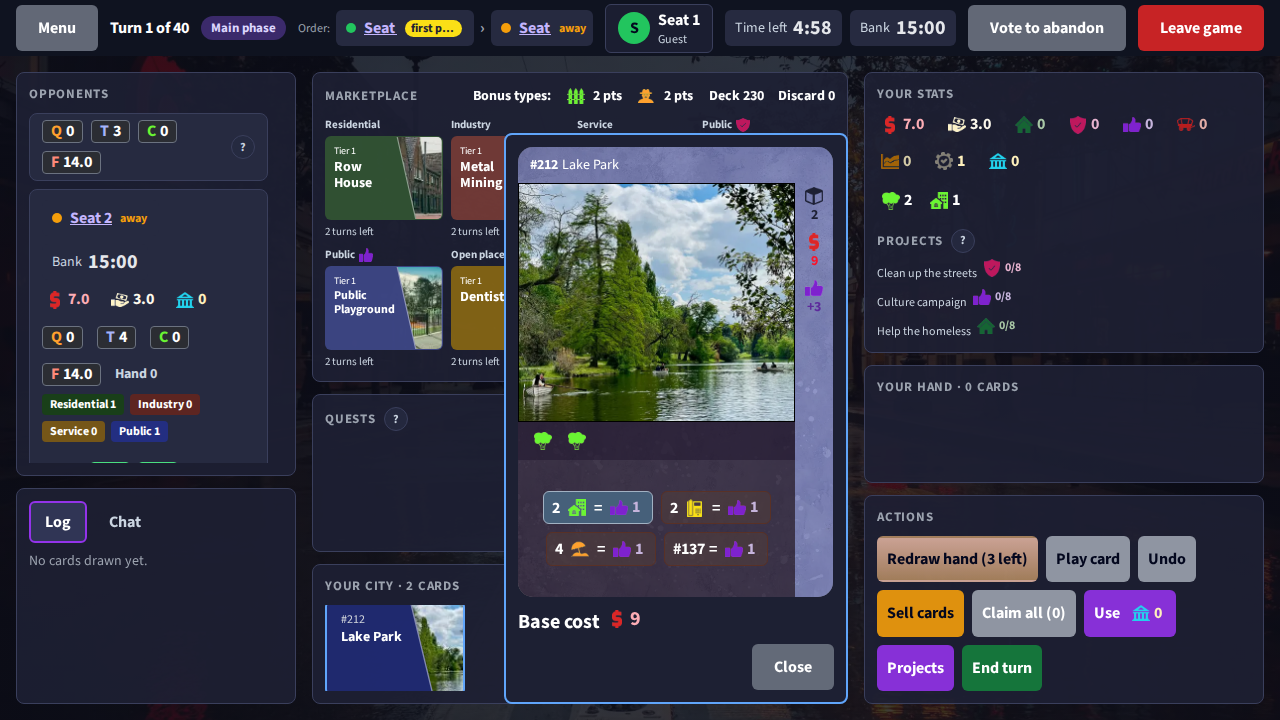 Menu
Turn 1 of 40
Main phase
Order:
Seat
first p...
›
Seat
away
S
Seat 1
Guest
Time left 4:58
Bank 15:00
Vote to abandon
Leave game
OPPONENTS
Q 0
T 3
C 0
F 14.0
?
Seat 2 away
Bank 15:00
7.0
3.0
0
Q 0
T 4
C 0
F 14.0
Hand 0
Residential 1
Industry 0
Service 0
Public 1
Log
Chat
No cards drawn yet.
MARKETPLACE
Bonus types:
2 pts
2 pts
Deck 230
Discard 0
Residential
Industry
Service
Public
Tier 1
Row
House
2 turns left
Tier 1
Metal
Mining
2 turns left
Public
Open place
Tier 1
Public
Playground
2 turns left
Tier 1
Dentist
2 turns left
QUESTS
?
YOUR CITY · 2 CARDS
#212
Lake Park
#212 Lake Park
2
$
9
+3
2 = 1
2 = 1
4 = 1
#137 = 1
Base cost $ 9
Close
YOUR STATS
$ 7.0
3.0
0
0
0
0
0
1
0
2
1
PROJECTS
?
Clean up the streets 0/8
Culture campaign 0/8
Help the homeless 0/8
YOUR HAND · 0 CARDS
ACTIONS
Redraw hand (3 left)
Play card
Undo
Sell cards
Claim all (0)
Use 0
Projects
End turn